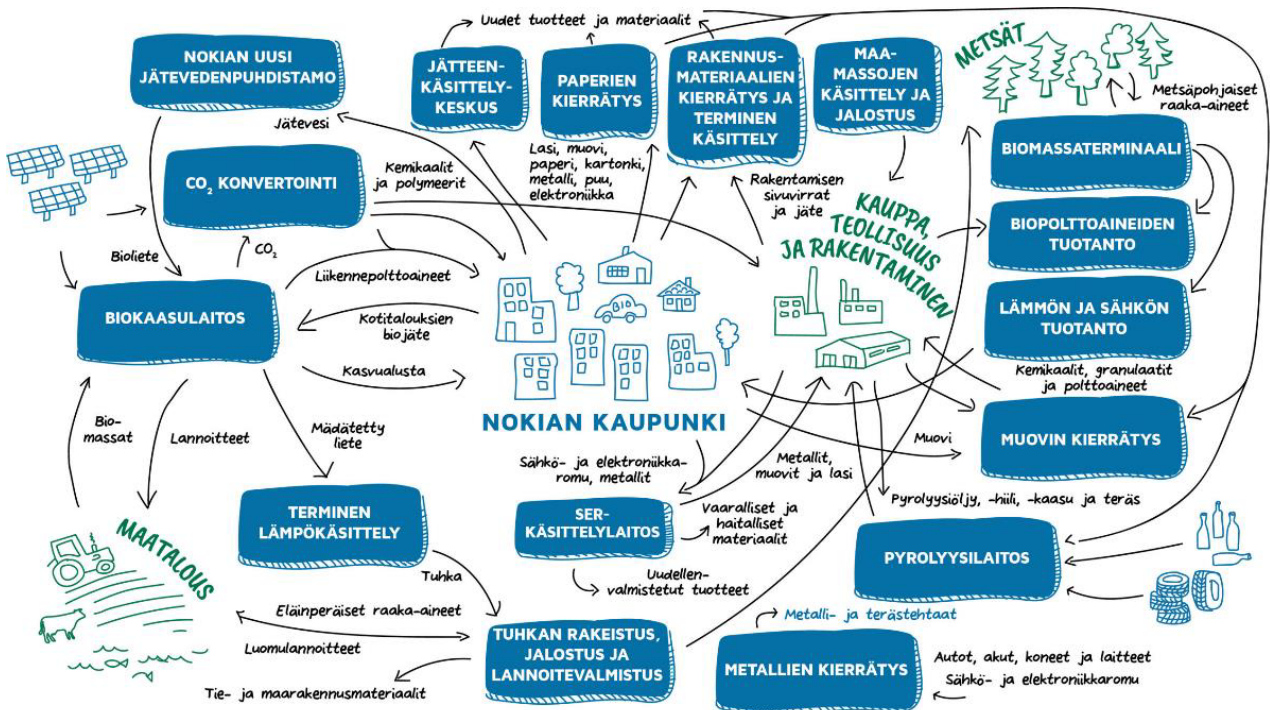 Uudet tuotteet ja materiaalit
NOKIAN UUSI
JÄTEVEDENPUHDISTAMO
JÄTTEEN-
KÄSITTELY-
KESKUS
PAPERIEN
KIERRÄTYS
RAKENNUS-
MATERIAALIEN
KIERRÄTYS JA
TERMINEN
KÄSITTELY
MAA-
MASSOJEN
KÄSITTELY JA
JALOSTUS
METSÄT
Metsäpohjaiset
raaka-aineet
Jätevesi
CO2 KONVERTOINTI
Kemikaalit
ja polymeerit
Lasi, muovi,
paperi, kartonki,
metalli, puu,
elektroniikka
Rakentamisen
sivuvirrat
ja jäte
BIOMASSATERMINAALI
KAUPPA,
TEOLLISUUS
JA RAKENTAMINEN
BIOPOLTTOAINEIDEN
TUOTANTO
Bioliete
CO2
Liikennepolttoaineet
BIOKAASULAITOS
Kotitalouksien
biojäte
Kasvualusta
LÄMMÖN JA SÄHKÖN
TUOTANTO
Kemikaalit, granulaatit
ja polttoaineet
NOKIAN KAUPUNKI
MUOVIN KIERRÄTYS
Bio-
massat
Lannoitteet
Mädätetty
liete
Muovi
Sähkö- ja elektroniikka-
romu, metallit
Metallit,
muovit ja lasi
TERMINEN
LÄMPÖKÄSITTELY
SER-
KÄSITTELYLAITOS
Vaaralliset ja
haitalliset
materiaalit
Pyrolyysiöljy, -hiili, -kaasu ja teräs
PYROLYYSILAITOS
MAATALOUS
Tuhka
Uudellen-
valmistetut tuotteet
Eläinperäiset raaka-aineet
Luomulannoitteet
TUHKAN RAKEISTUS,
JALOSTUS JA
LANNOITEVALMISTUS
Metalli- ja terästehtaat
METALLIEN KIERRÄTYS
Autot, akut, koneet ja laitteet
Sähkö- ja elektroniikkaromu
Tie- ja maarakennusmateriaalit